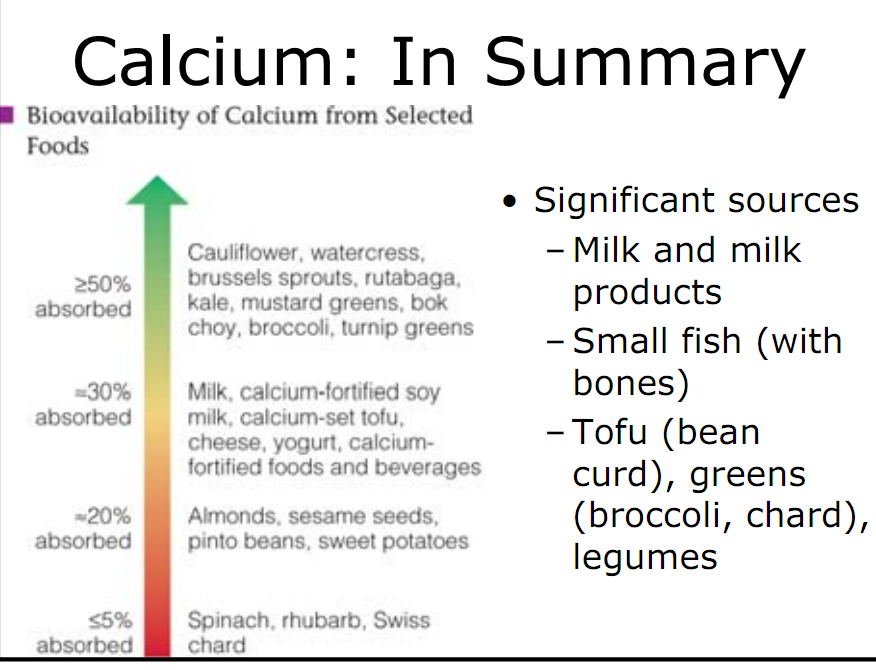 Calcium: In Summary
Bioavailability of Calcium from Selected
Foods
≥50%
absorbed
Cauliflower, watercress,
brussels sprouts, rutabaga,
kale, mustard greens, bok
choy, broccoli, turnip greens
≈30%
absorbed
Milk, calcium-fortified soy
milk, calcium-set tofu,
cheese, yogurt, calcium-
fortified foods and beverages
≈20%
absorbed
Almonds, sesame seeds,
pinto beans, sweet potatoes
≤5%
absorbed
Spinach, rhubarb, Swiss
chard
• Significant sources
– Milk and milk
products
– Small fish (with
bones)
– Tofu (bean
curd), greens
(broccoli, chard),
legumes